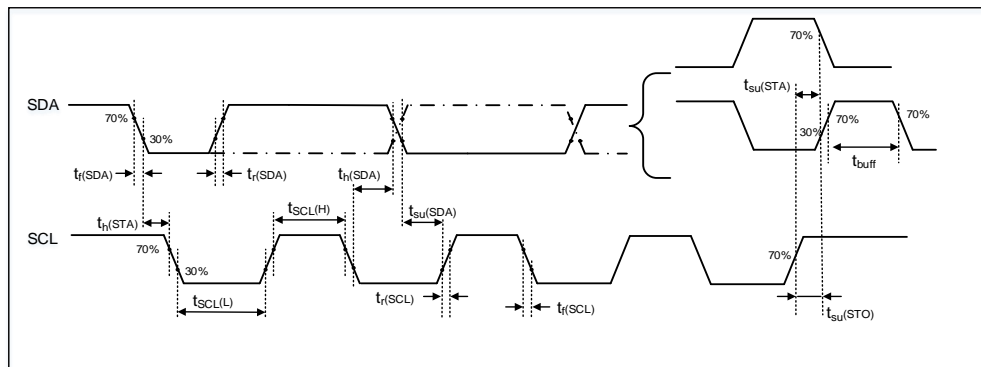 70%
SDA
t_su(STA)
70%
30%
30%
70%
70%
t_f(SDA)
t_r(SDA)
t_h(SDA)
t_buff
t_h(STA)
t_SCL(H)
t_su(SDA)
SCL
70%
30%
70%
30%
t_SCL(L)
t_r(SCL)
t_f(SCL)
t_su(STO)